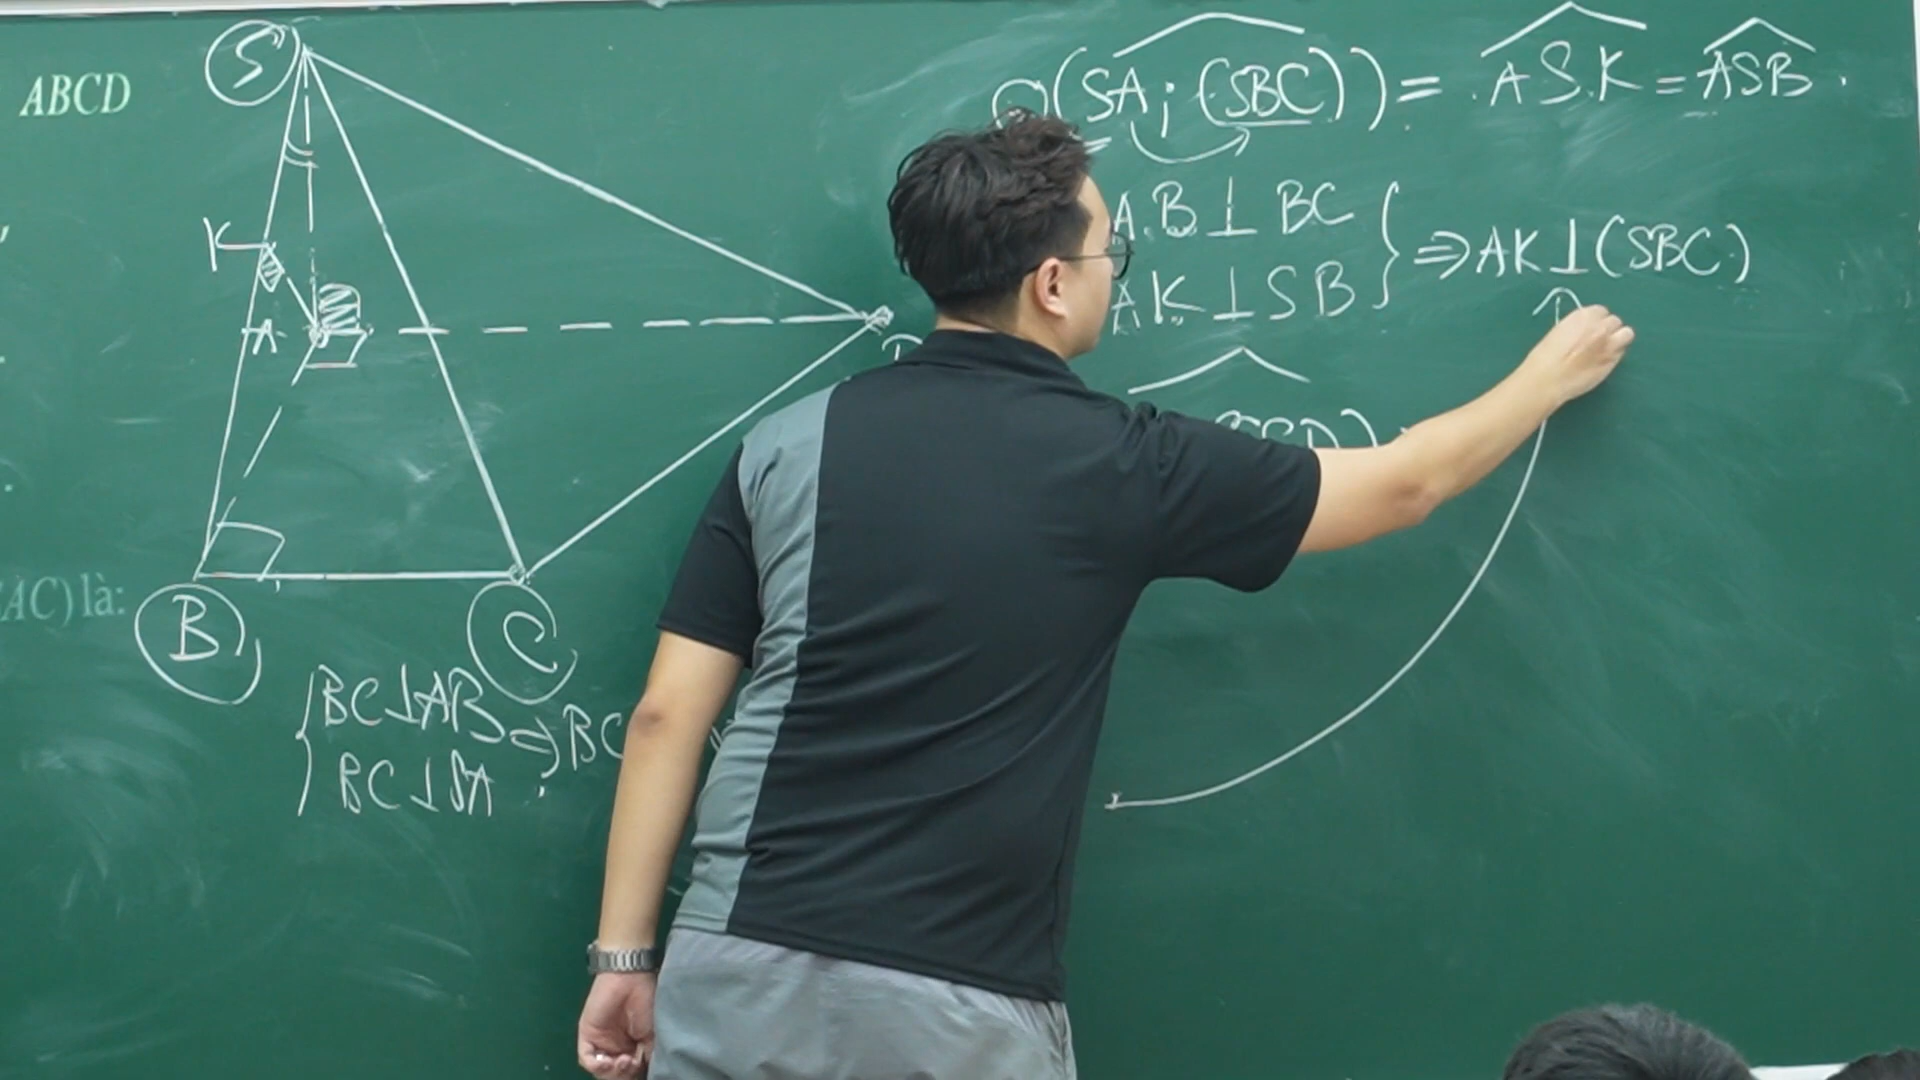 ABCD
S
K
A
B
C
AC) là:
BC⊥AB
BC⊥SA
⇒BC
(SA; (SBC)) = ASK = ASB.
AB⊥BC
AK⊥SB
⇒AK⊥(SBC)